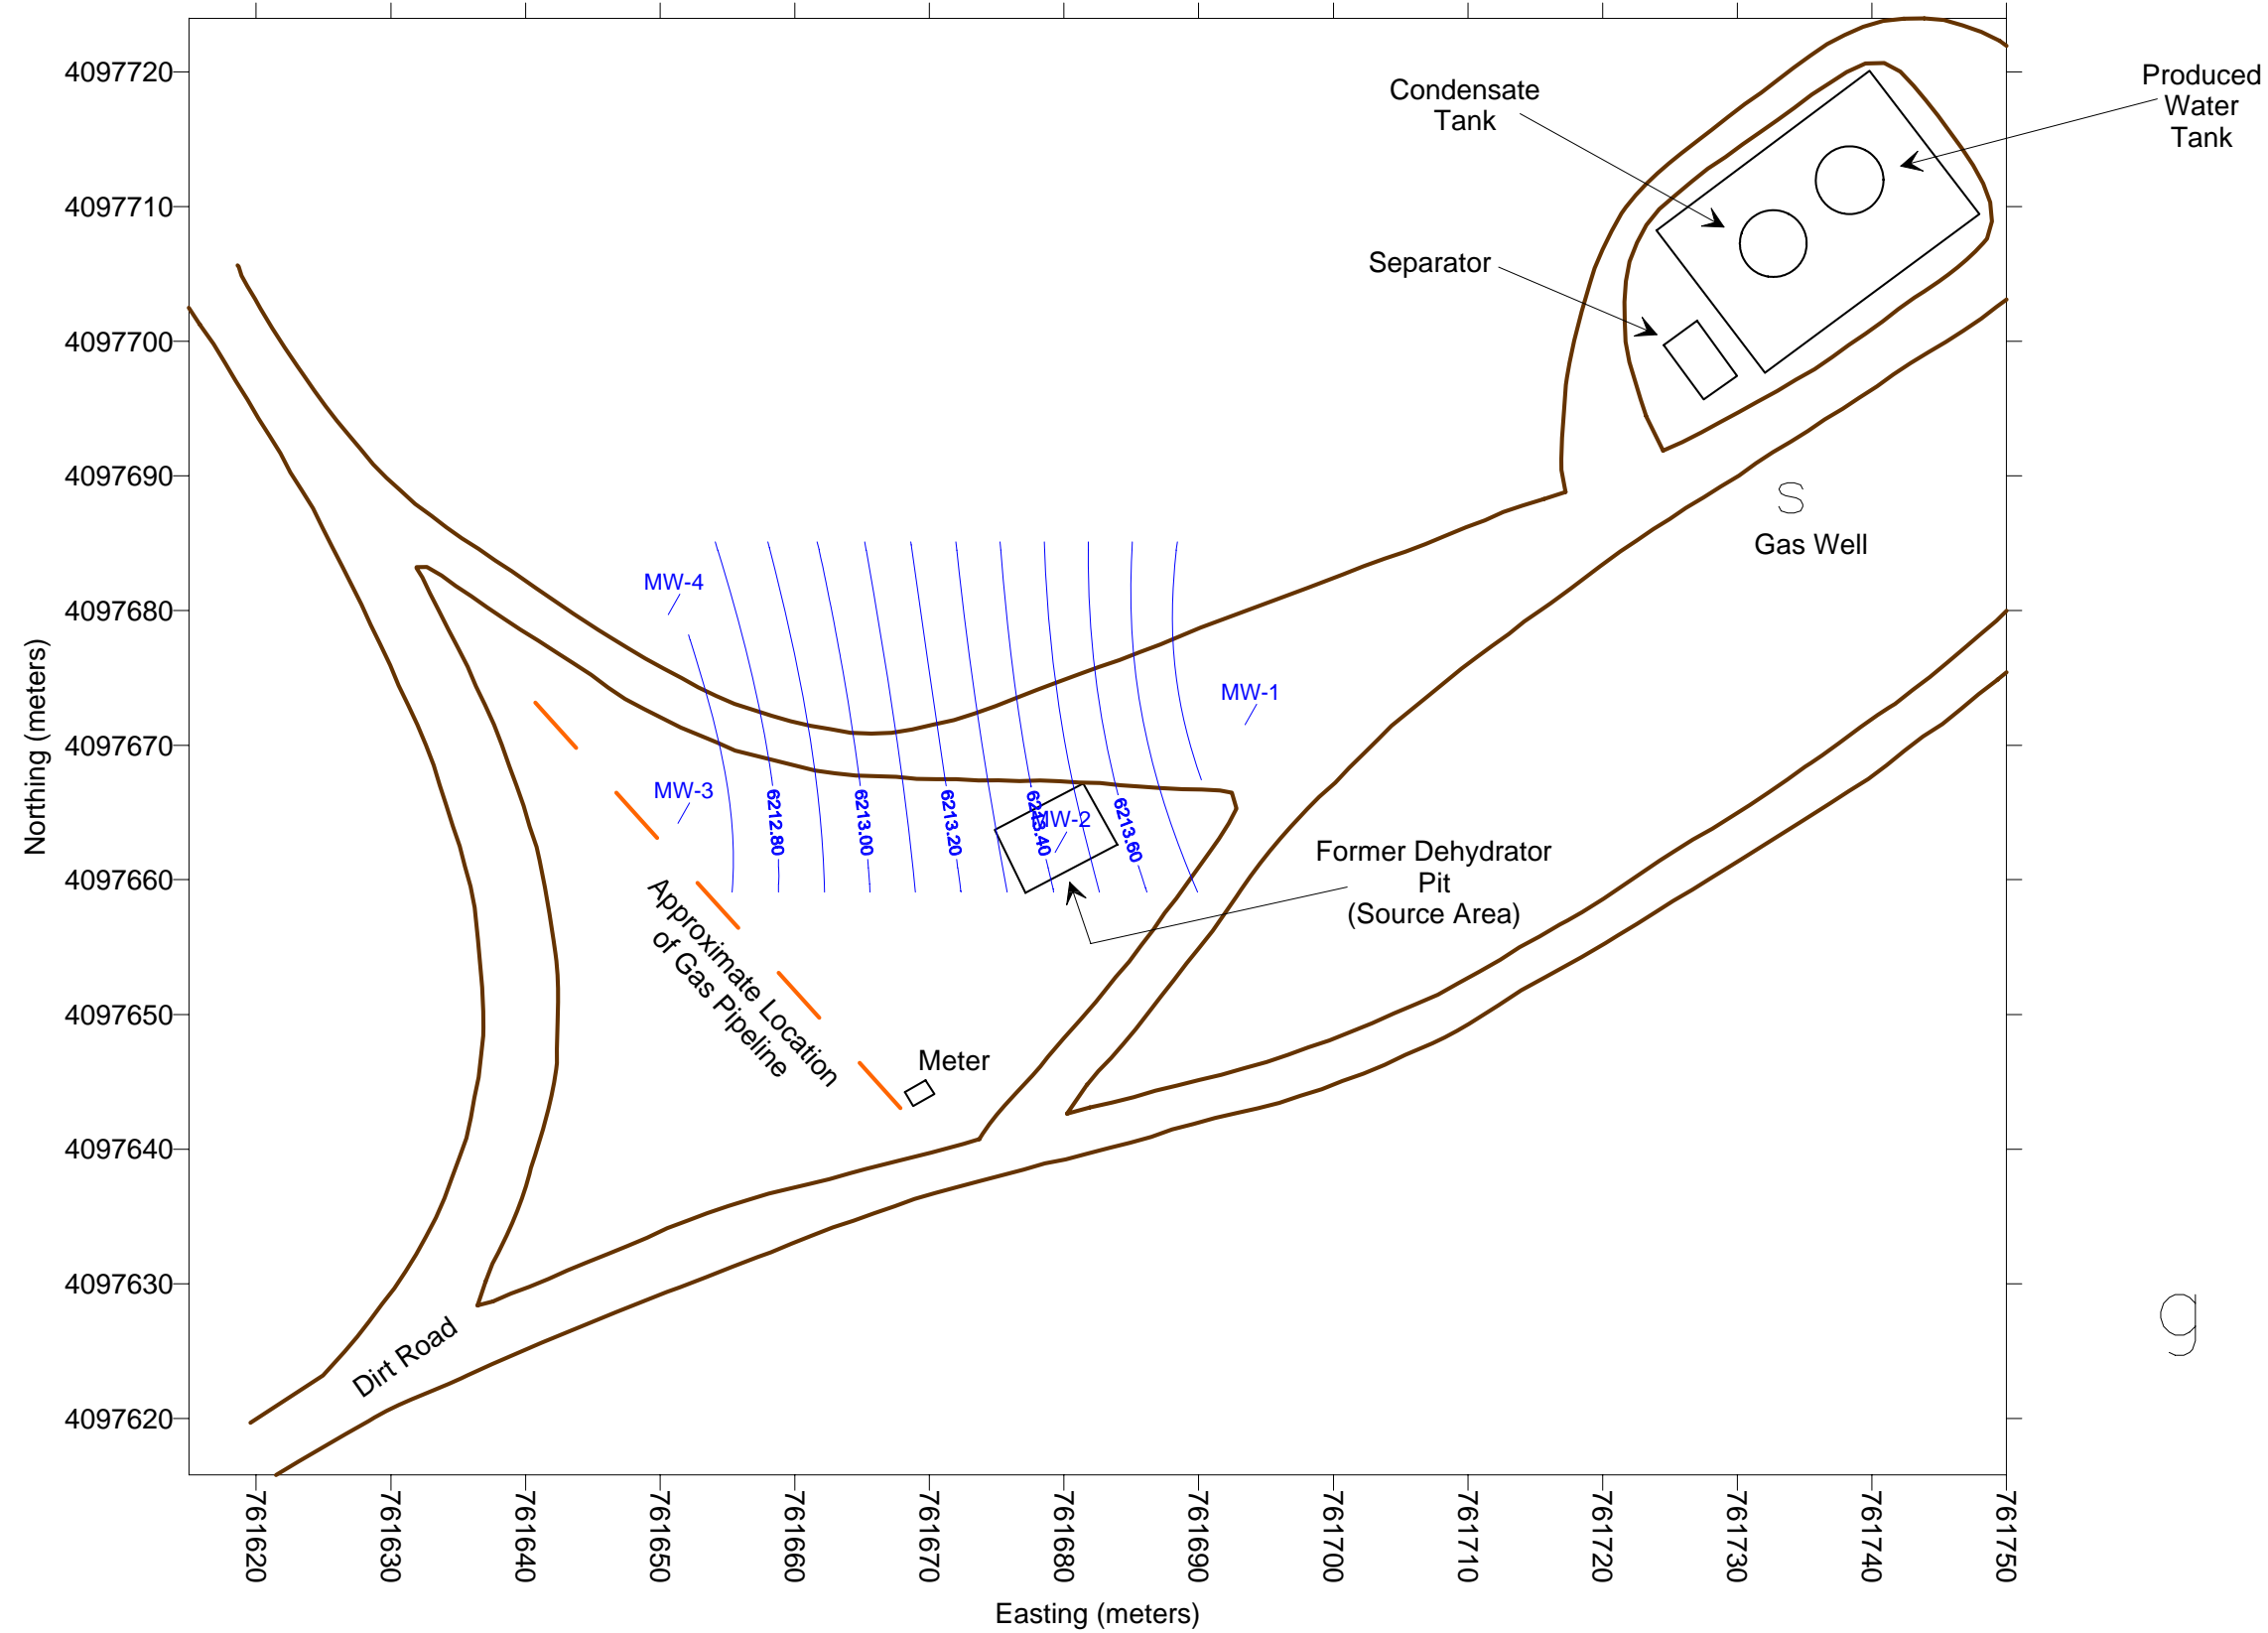 Produced
Water
Tank
Condensate
Tank
Separator
s
Gas Well
MW-4
MW-1
MW-3
MW-2
6212.80
6213.00
6213.20
6213.40
6213.60
Former Dehydrator
Pit
(Source Area)
Approximate Location
of Gas Pipeline
Meter
Dirt Road
g
Northing (meters)
4097720
4097710
4097700
4097690
4097680
4097670
4097660
4097650
4097640
4097630
4097620
761620
761630
761640
761650
761660
761670
761680
761690
761700
761710
761720
761730
761740
761750
Easting (meters)